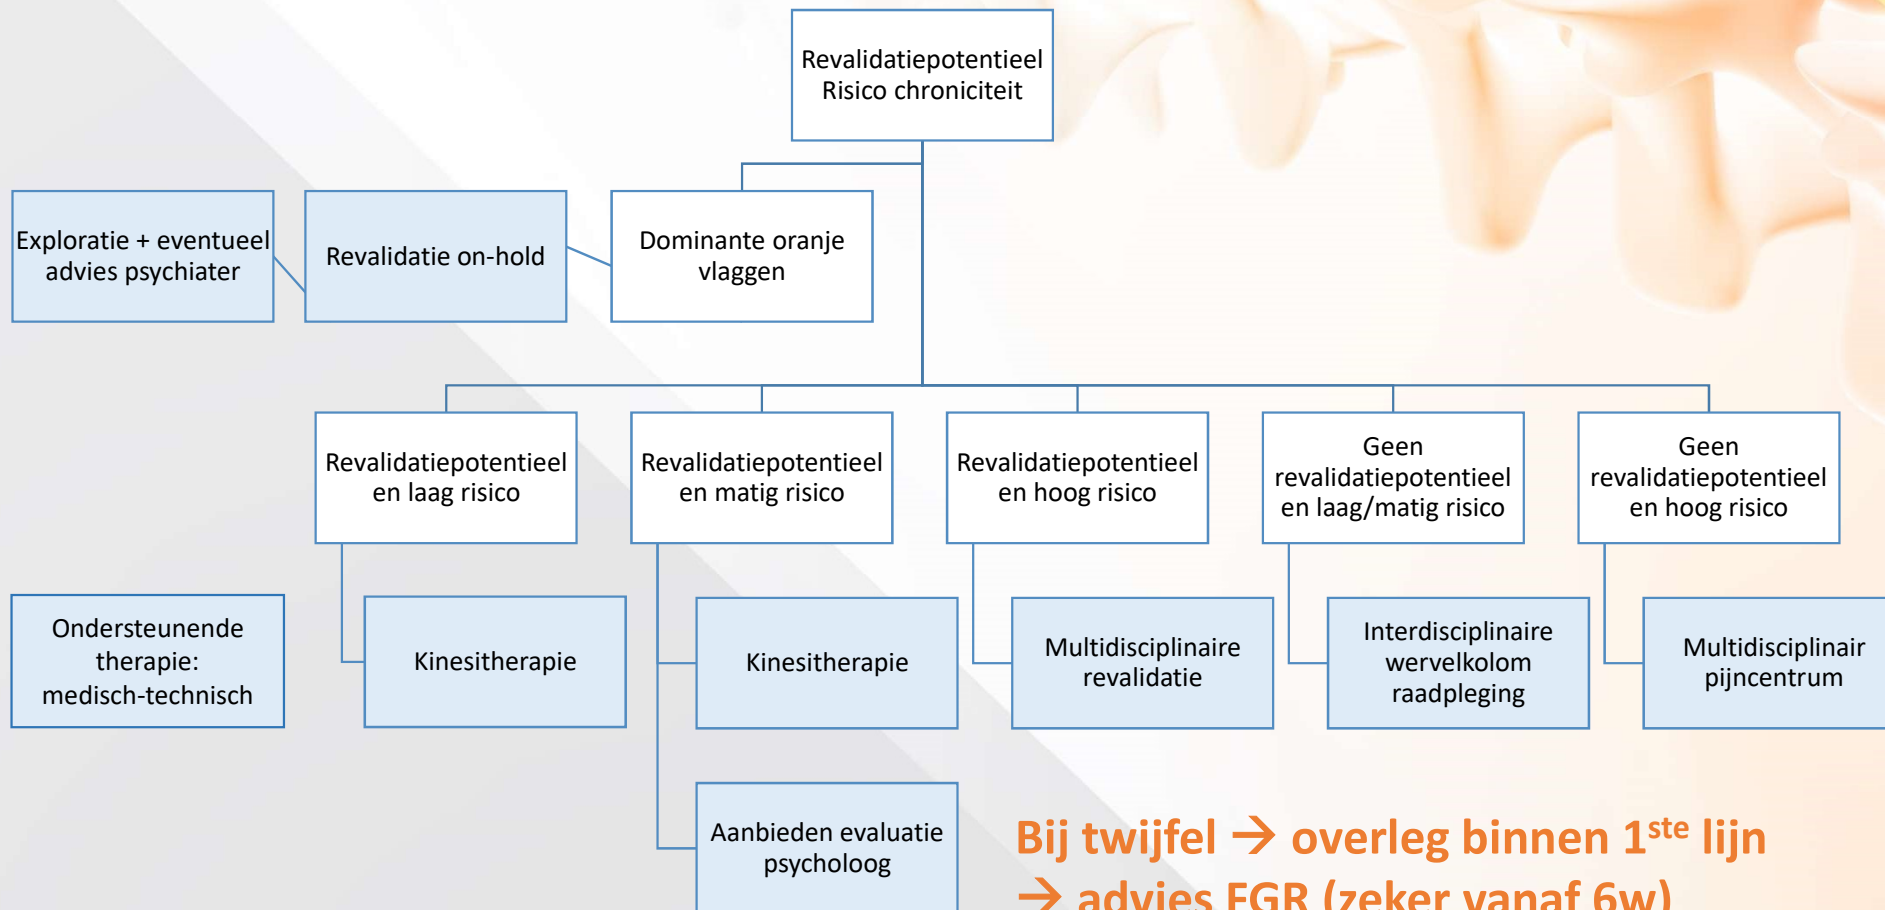 Revalidatiepotentieel
Risico chroniciteit
Exploratie + eventueel
advies psychiater
Revalidatie on-hold
Dominante oranje
vlaggen
Revalidatiepotentieel
en laag risico
Revalidatiepotentieel
en matig risico
Revalidatiepotentieel
en hoog risico
Geen
revalidatiepotentieel
en laag/matig risico
Geen
revalidatiepotentieel
en hoog risico
Ondersteunende
therapie:
medisch-technisch
Kinesitherapie
Kinesitherapie
Multidisciplinaire
revalidatie
Interdisciplinaire
wervelkolom
raadpleging
Multidisciplinair
pijncentrum
Aanbieden evaluatie
psycholoog
Bij twijfel → overleg binnen 1ste lijn
→ advies FGR (zeker vanaf 6w)